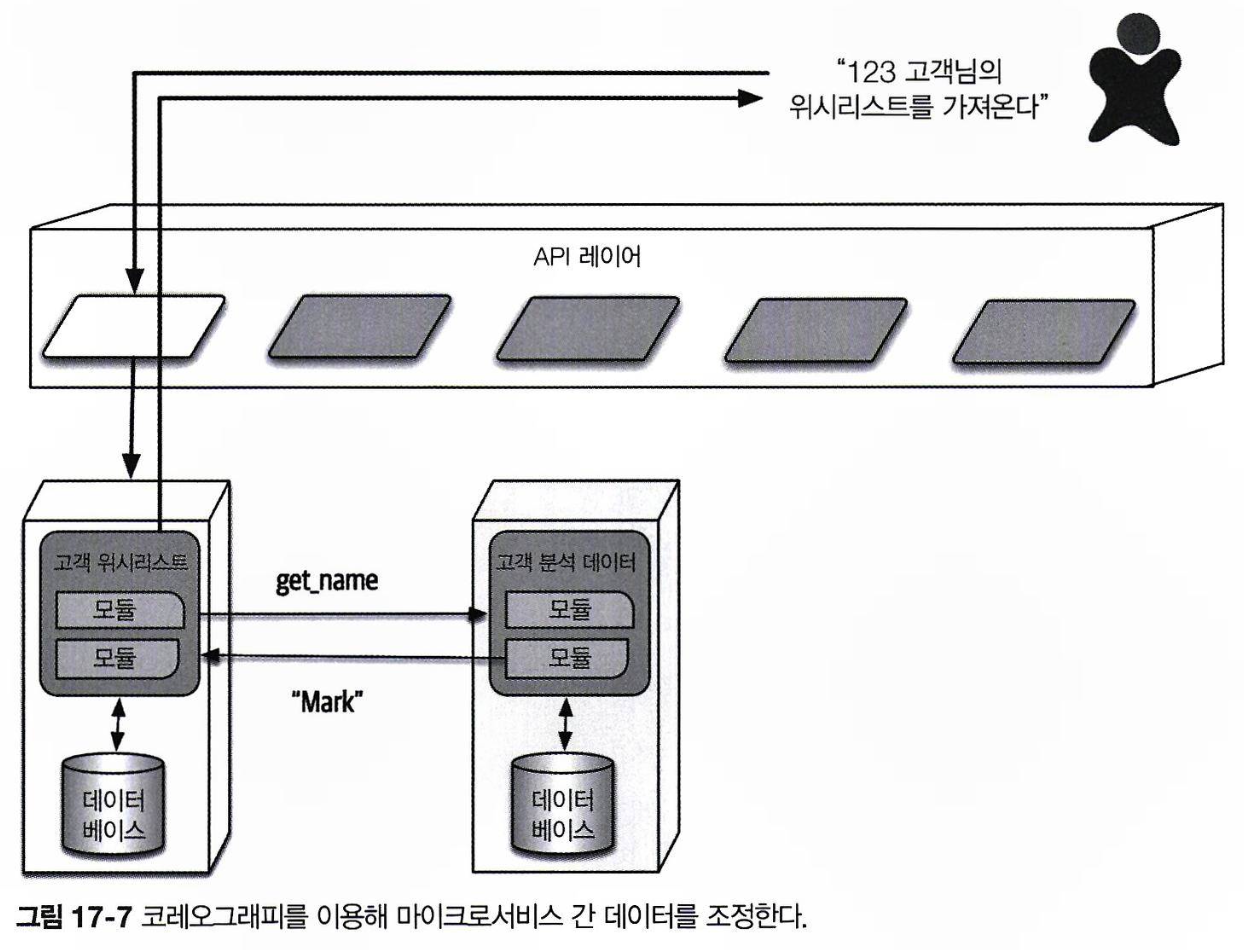 “123 고객님의
위시리스트를 가져온다”
API 레이어
고객 위시리스트
모듈
모듈
get_name
“Mark”
고객 분석 데이터
모듈
모듈
데이터
베이스
데이터
베이스
그림 17-7 코레오그래피를 이용해 마이크로서비스 간 데이터를 조정한다.